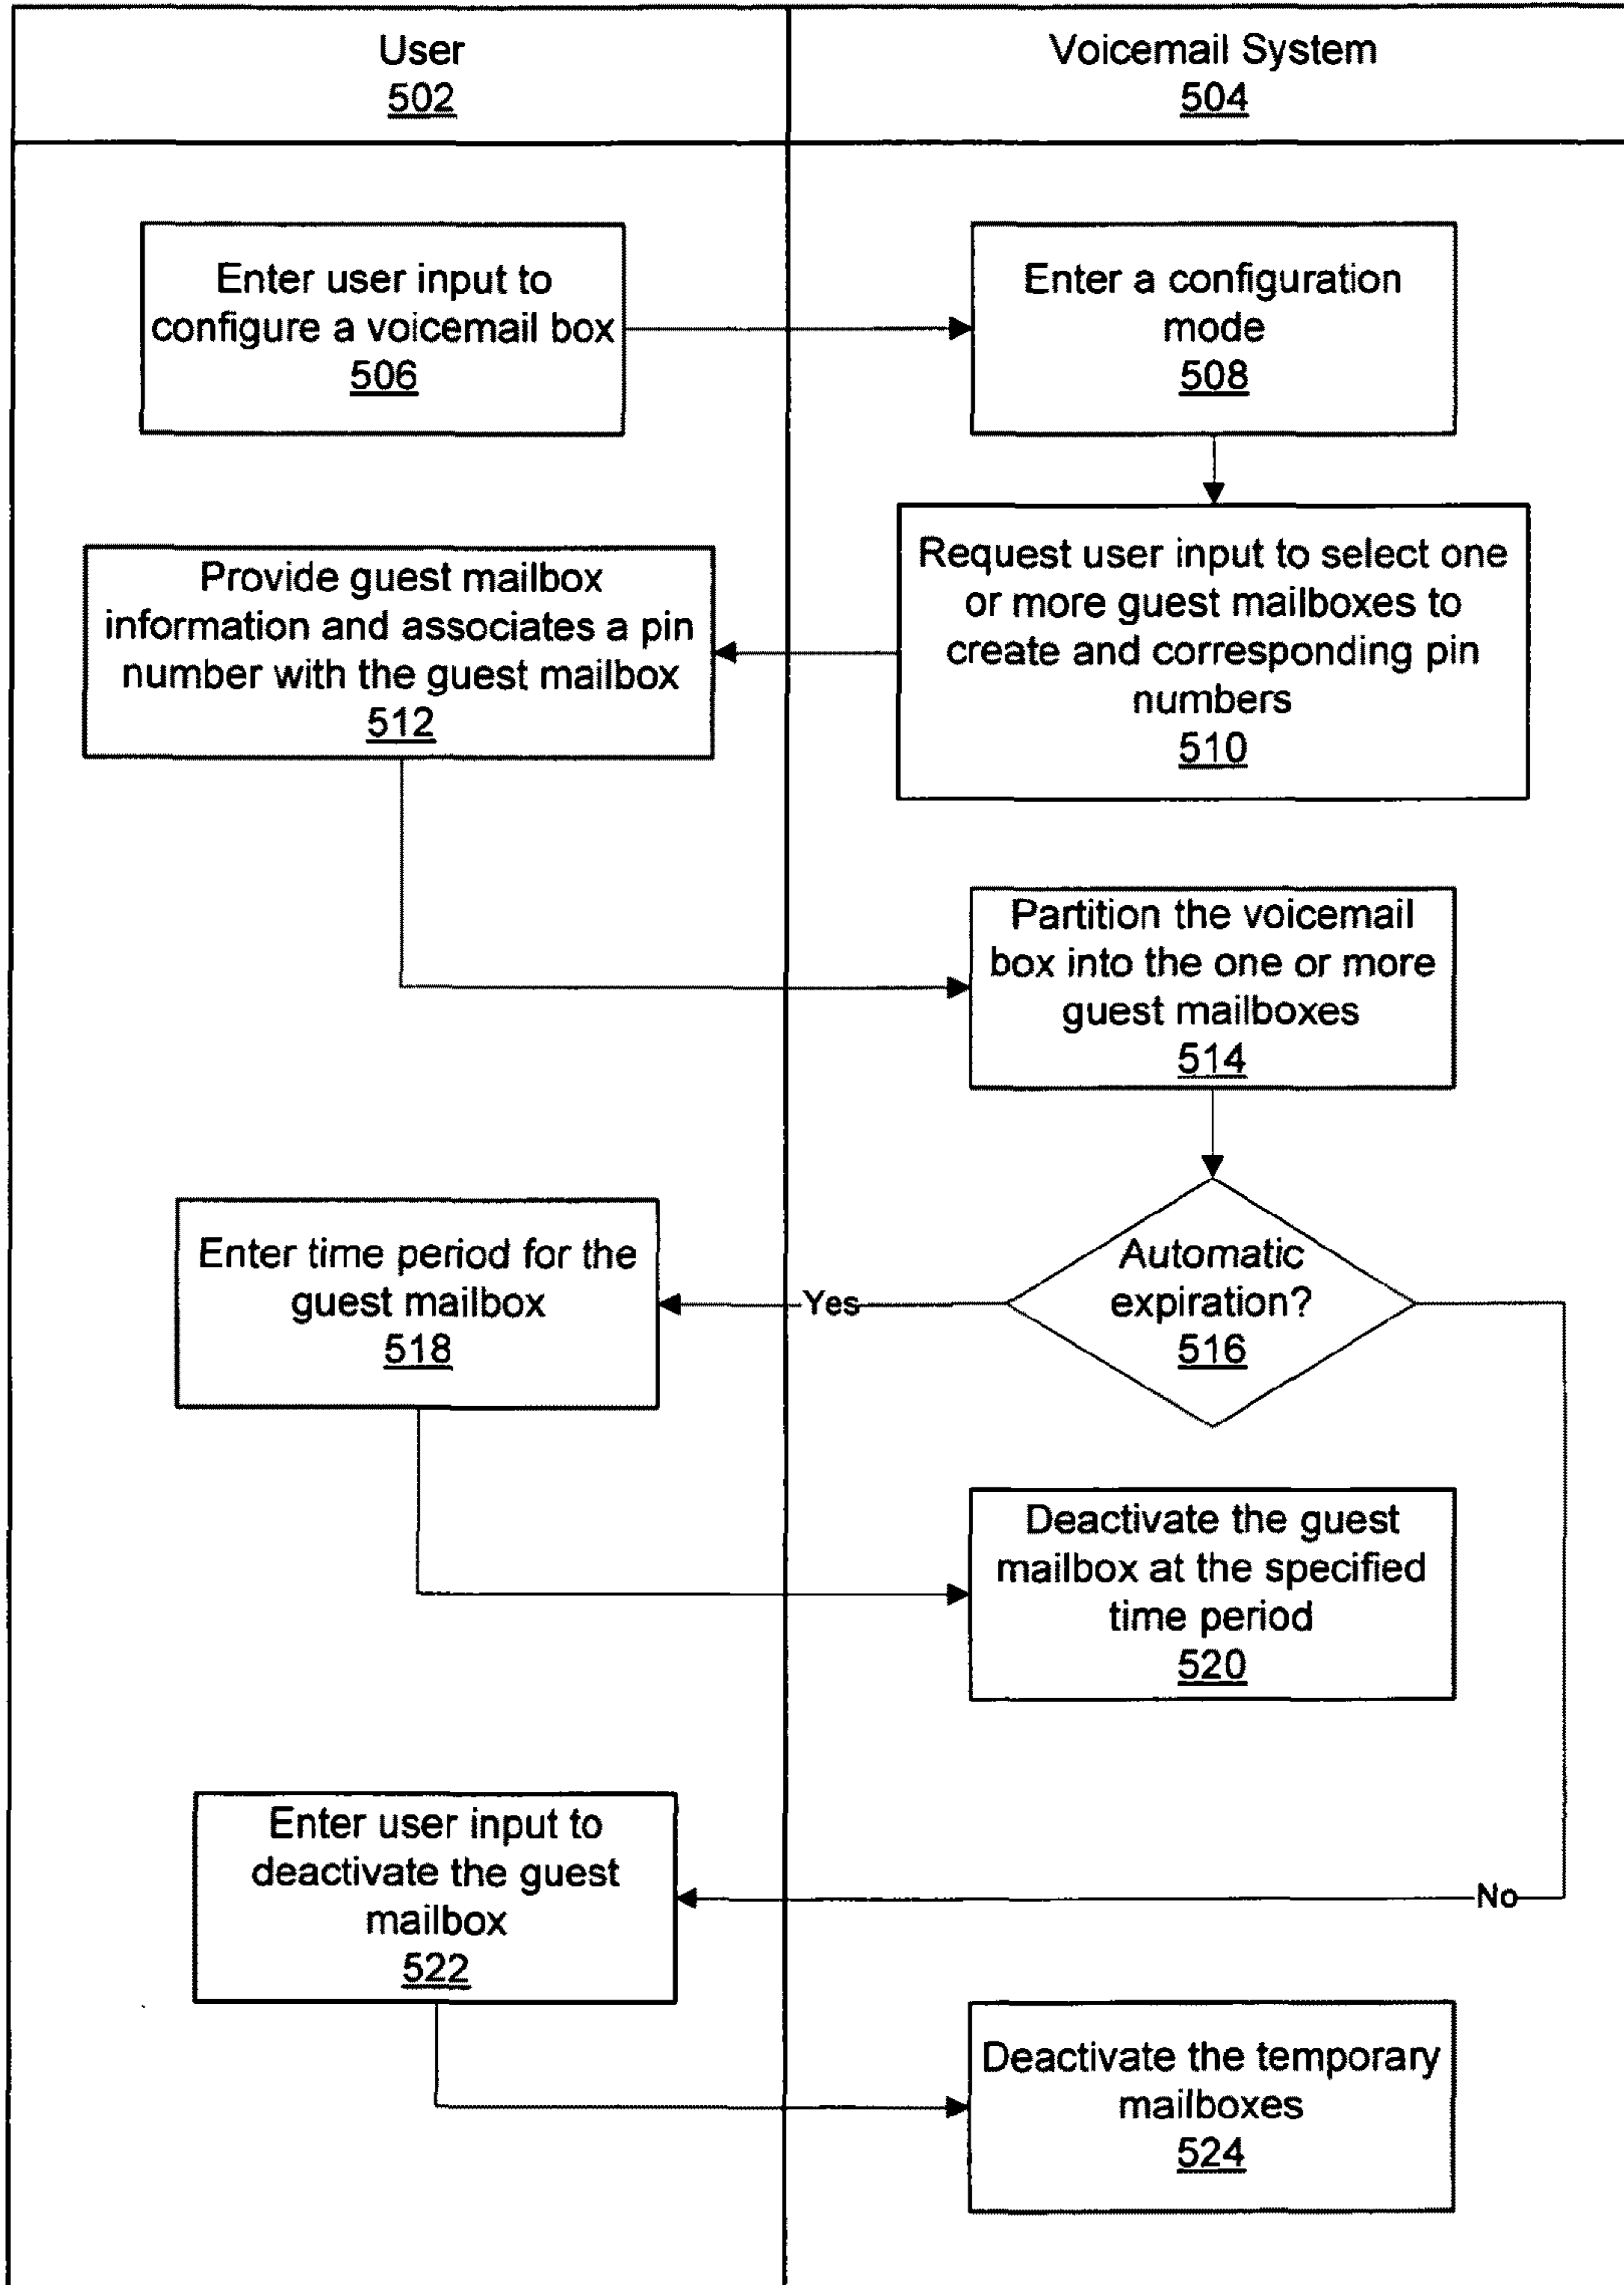 User
502
Voicemail System
504
Enter user input to
configure a voicemail box
506
Enter a configuration
mode
508
Request user input to select one
or more guest mailboxes to
create and corresponding pin
numbers
510
Provide guest mailbox
information and associates a pin
number with the guest mailbox
512
Partition the voicemail
box into the one or more
guest mailboxes
514
Automatic
expiration?
516
Yes
Enter time period for the
guest mailbox
518
Deactivate the guest
mailbox at the specified
time period
520
No
Enter user input to
deactivate the guest
mailbox
522
Deactivate the temporary
mailboxes
524